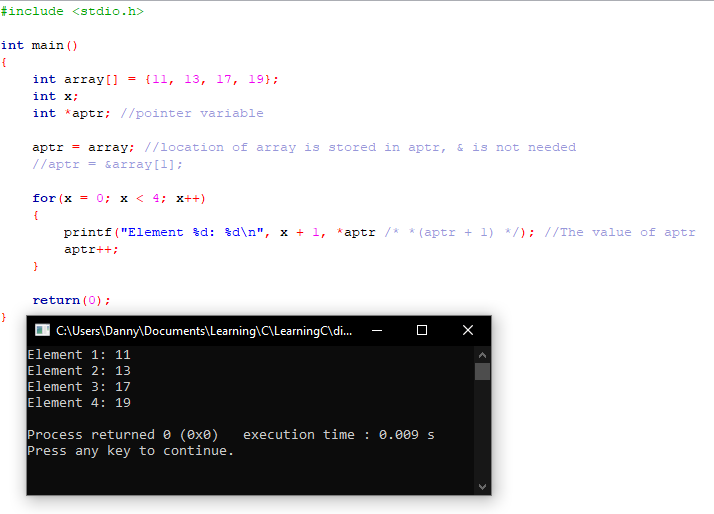 #include <stdio.h>
int main()
{
int array[] = {11, 13, 17, 19};
int x;
int *aptr; //pointer variable
aptr = array; //location of array is stored in aptr, & is not needed
//aptr = &array[1];
for(x = 0; x < 4; x++)
{
printf("Element %d: %d\n", x + 1, *aptr /* *(aptr + 1) */); //The value of aptr
aptr++;
}
return(0);
}
C:\Users\Danny\Documents\Learning\C\LearningC\di...
Element 1: 11
Element 2: 13
Element 3: 17
Element 4: 19
Process returned 0 (0x0)   execution time : 0.009 s
Press any key to continue.